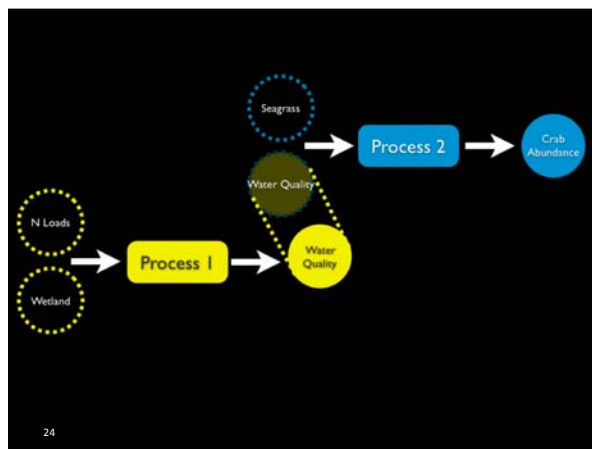 Seagrass
Process 2
Crab
Abundance
Water Quality
N Loads
Process 1
Water
Quality
Wetland
24